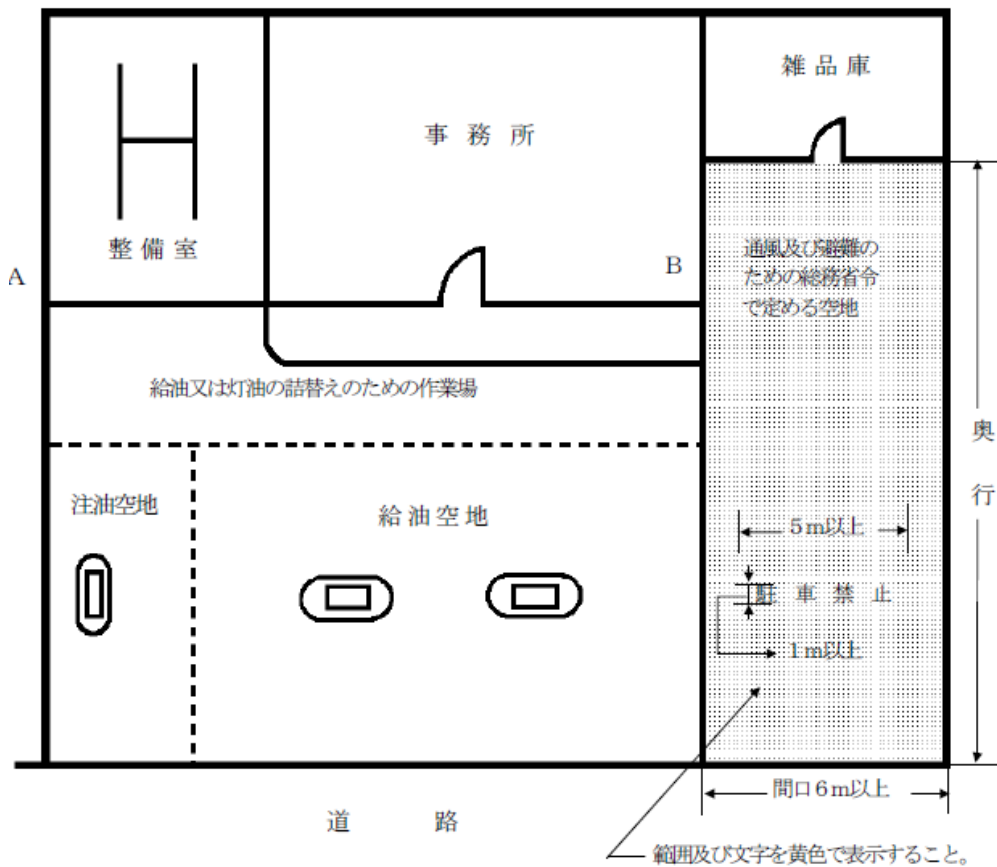 雑品庫
事務所
整備室
A
B
通風及び避難の
ための総務省令
で定める空地
給油又は灯油の詰替えのための作業場
奥行
注油空地
給油空地
5m以上
駐車禁止
1m以上
間口6m以上
道路
範囲及び文字を黄色で表示すること。